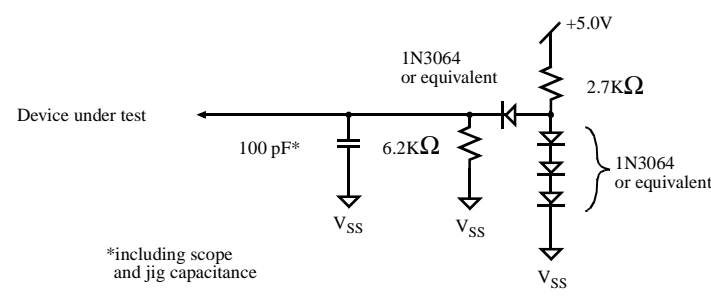 +5.0V
1N3064
or equivalent
2.7KΩ
Device under test
100 pF*
6.2KΩ
1N3064
or equivalent
VSS
VSS
*including scope
and jig capacitance
VSS